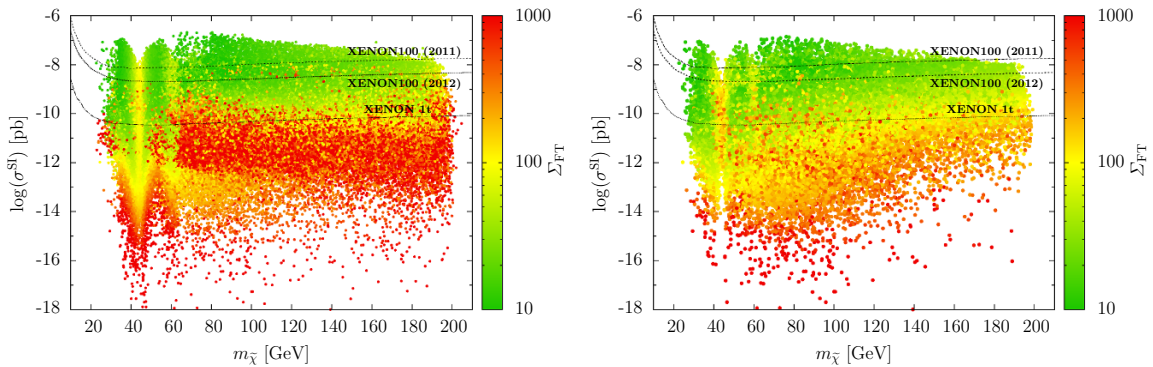 -6
-8
-10
-12
-14
-16
-18
log(σ^SI) [pb]
XENON100 (2011)
XENON100 (2012)
XENON 1t
20 40 60 80 100 120 140 160 180 200
m_χ̃ [GeV]
1000
100
10
Σ_FT
-6
-8
-10
-12
-14
-16
-18
log(σ^SI) [pb]
XENON100 (2011)
XENON100 (2012)
XENON 1t
20 40 60 80 100 120 140 160 180 200
m_χ̃ [GeV]
1000
100
10
Σ_FT